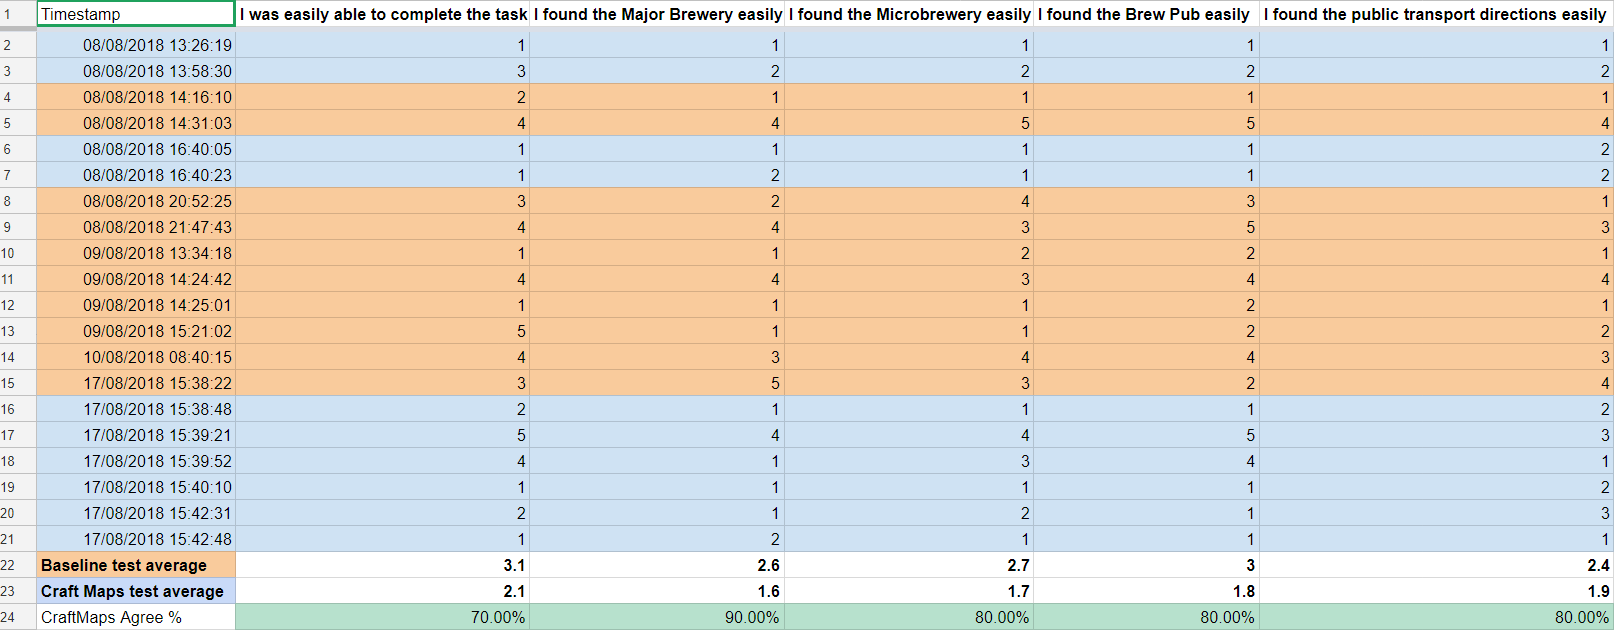 1 Timestamp I was easily able to complete the task I found the Major Brewery easily I found the Microbrewery easily I found the Brew Pub easily I found the public transport directions easily
2 08/08/2018 13:26:19 1 1 1 1 1
3 08/08/2018 13:58:30 3 2 2 2 2
4 08/08/2018 14:16:10 2 1 1 1 1
5 08/08/2018 14:31:03 4 4 5 5 4
6 08/08/2018 16:40:05 1 1 1 1 2
7 08/08/2018 16:40:23 1 2 1 1 2
8 08/08/2018 20:52:25 3 2 4 3 1
9 08/08/2018 21:47:43 4 4 3 5 3
10 09/08/2018 13:34:18 1 1 2 2 1
11 09/08/2018 14:24:42 4 4 3 4 4
12 09/08/2018 14:25:01 1 1 1 2 1
13 09/08/2018 15:21:02 5 1 1 2 2
14 10/08/2018 08:40:15 4 3 4 4 3
15 17/08/2018 15:38:22 3 5 3 2 4
16 17/08/2018 15:38:48 2 1 1 1 2
17 17/08/2018 15:39:21 5 4 4 5 3
18 17/08/2018 15:39:52 4 1 3 4 1
19 17/08/2018 15:40:10 1 1 1 1 2
20 17/08/2018 15:42:31 2 1 2 1 3
21 17/08/2018 15:42:48 1 2 1 1 1
22 Baseline test average 3.1 2.6 2.7 3 2.4
23 Craft Maps test average 2.1 1.6 1.7 1.8 1.9
24 CraftMaps Agree % 70.00% 90.00% 80.00% 80.00% 80.00%